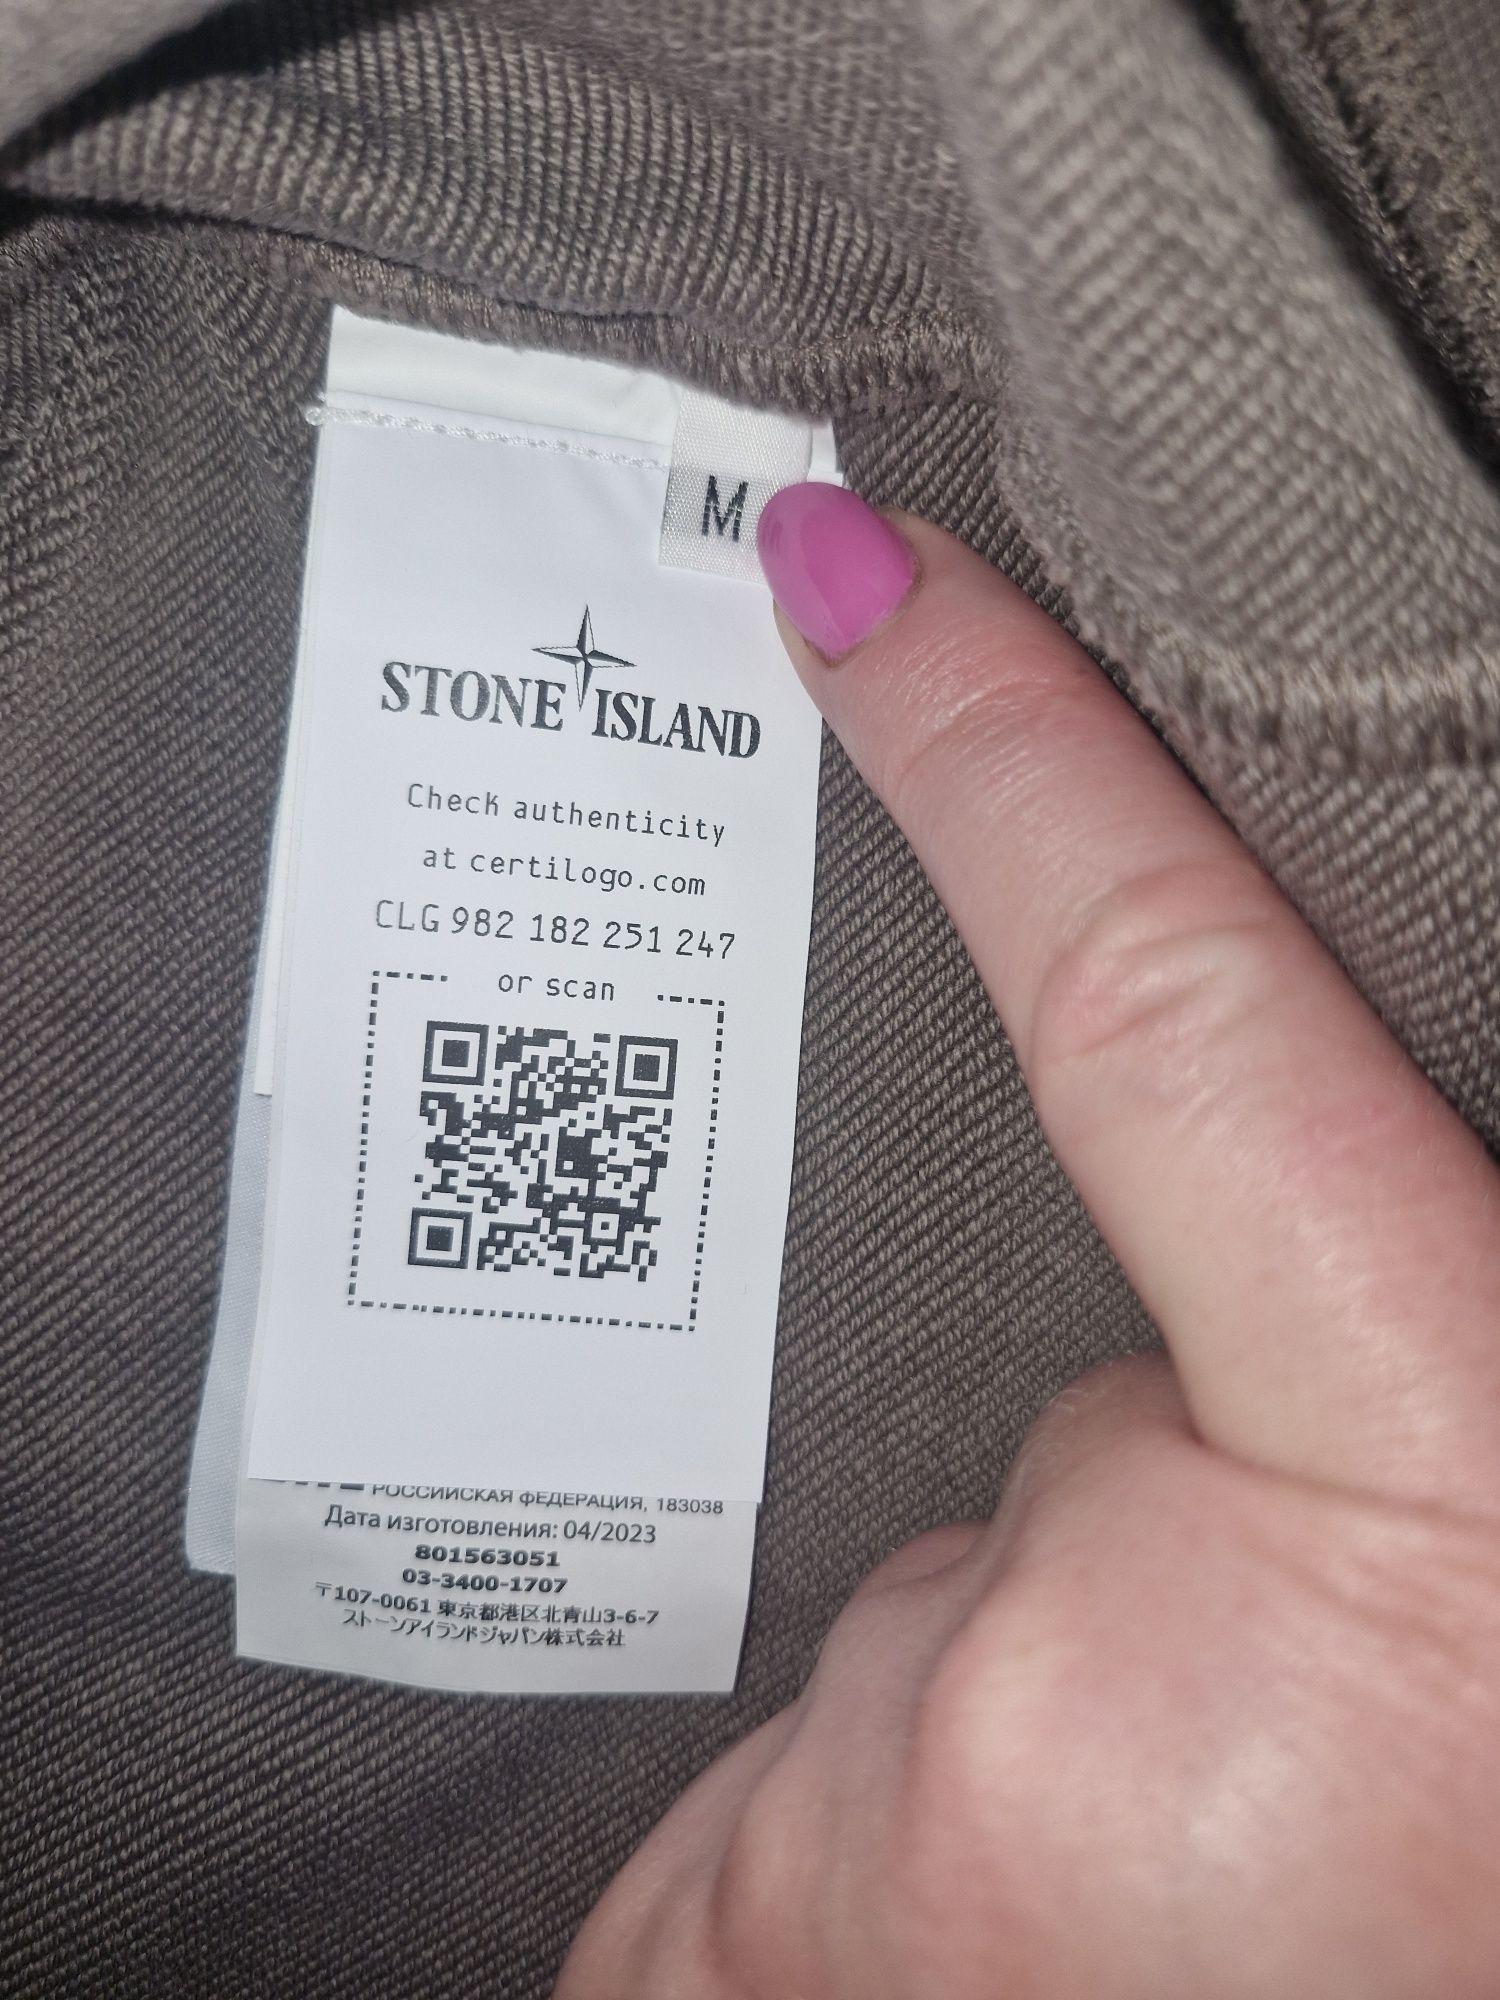 M
STONE ISLAND
Check authenticity
at certilogo.com
CLG 982 182 251 247
or scan
РОССИЙСКАЯ ФЕДЕРАЦИЯ, 183038
Дата изготовления: 04/2023
801563051
03-3400-1707
〒107-0061 東京都港区北青山3-6-7
ストーンアイランドジャパン株式会社